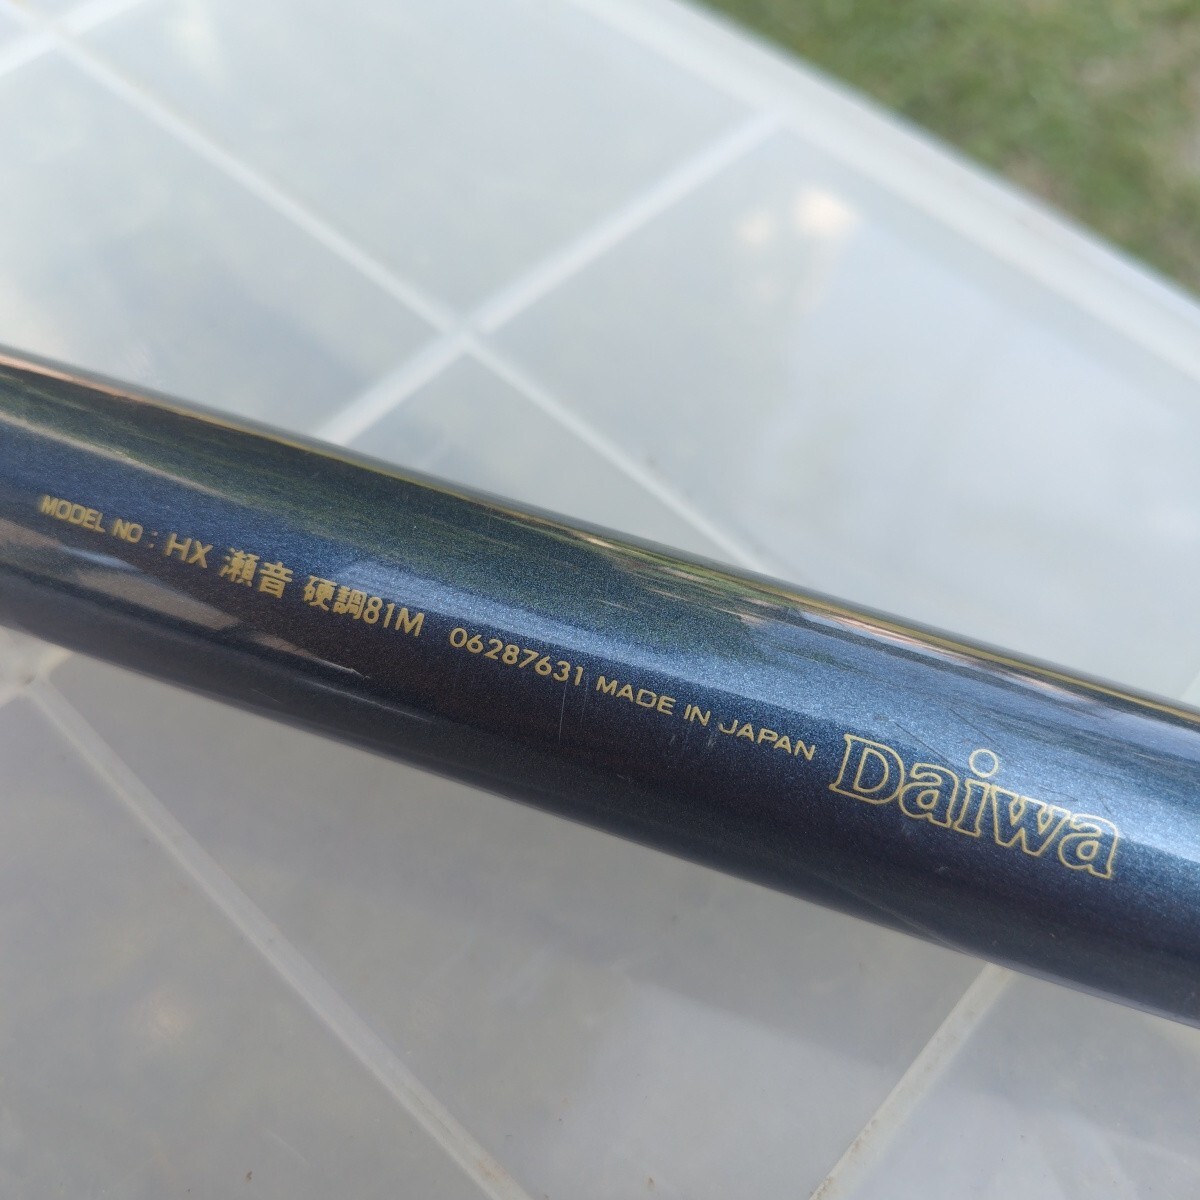 MODEL NO : HX 瀬音 硬調81M 06287631 MADE IN JAPAN Daiwa